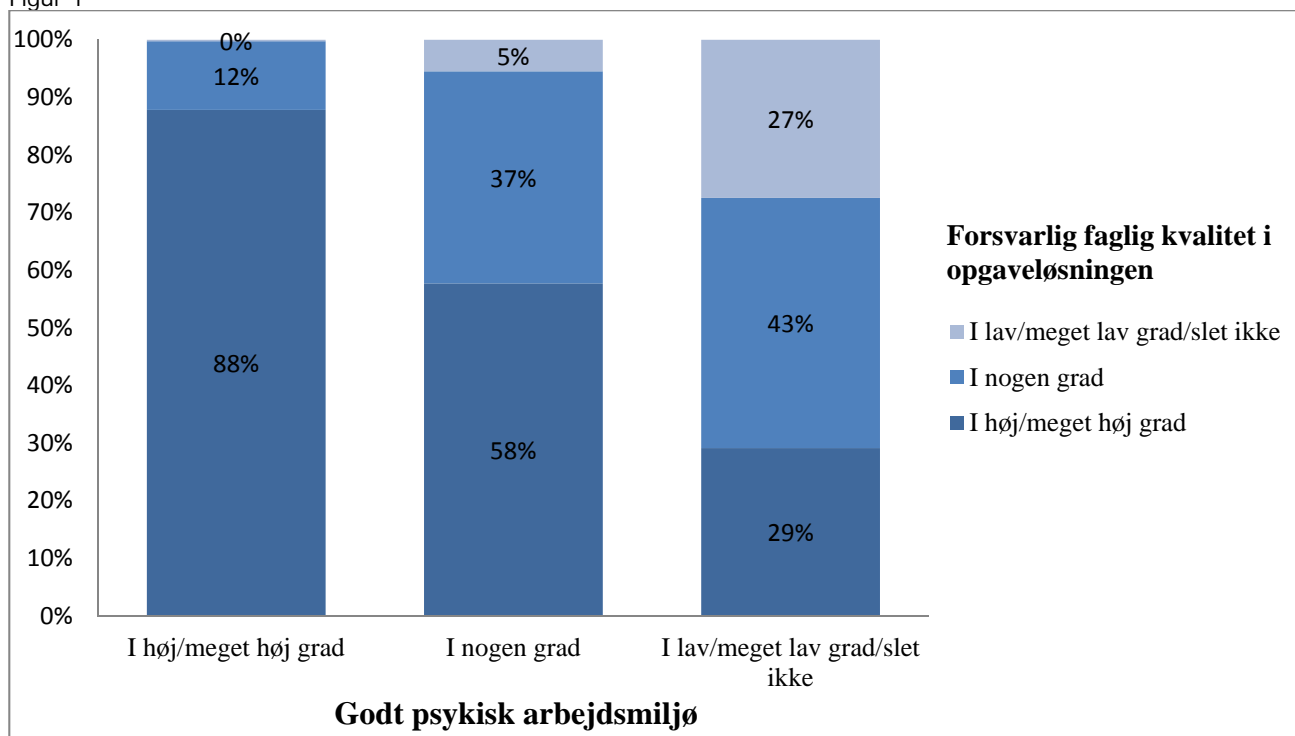 Figur 1
100%
90%
80%
70%
60%
50%
40%
30%
20%
10%
0%
0%
12%
88%
5%
37%
58%
27%
43%
29%
I høj/meget høj grad
I nogen grad
I lav/meget lav grad/slet
ikke
Godt psykisk arbejdsmiljø
Forsvarlig faglig kvalitet i
opgaveløsningen
I lav/meget lav grad/slet ikke
I nogen grad
I høj/meget høj grad